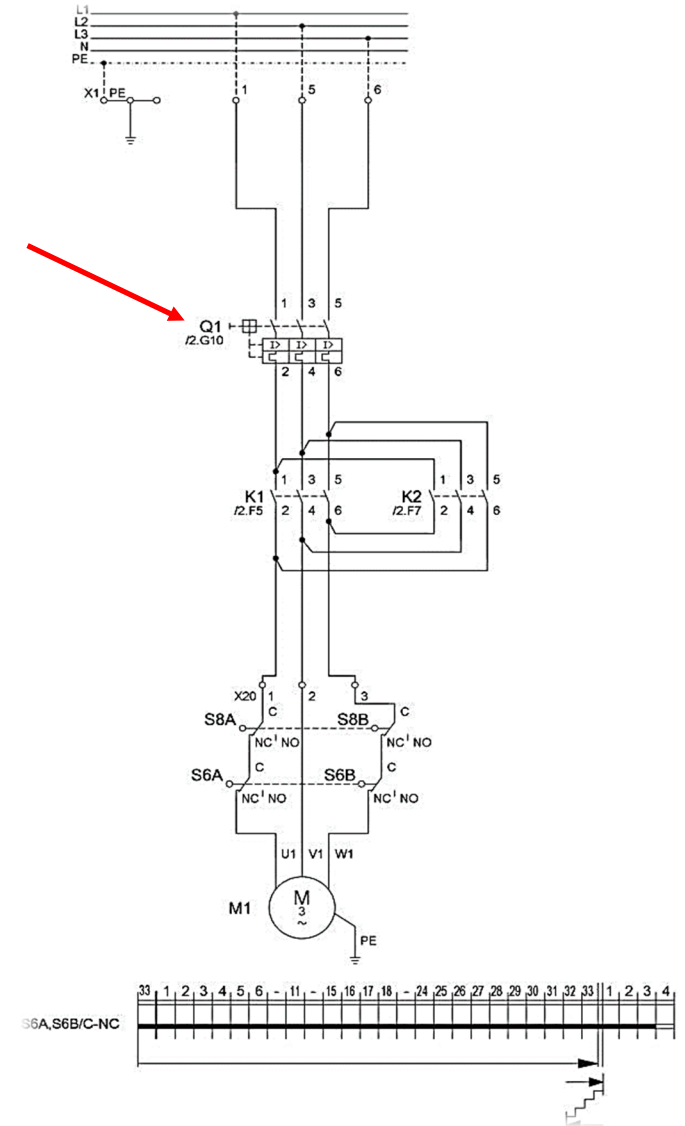 L1
L2
L3
N
PE
X1 PE 1 5 6
1 3 5
Q1
/2.G10
I> I> I>
2 4 6
1 3 5 1 3 5
K1 K2
/2.F5 2 4 6 /2.F7 2 4 6
X20 1 2 3
C C
S8A S8B
NC NO NC NO
C C
S6A S6B
NC NO NC NO
U1 V1 W1
M1 M
3
~
PE
33 1 2 3 4 5 6 - 11 - 15 16 17 18 - 24 25 26 27 28 29 30 31 32 33 1 2 3 4
S6A,S6B/C-NC